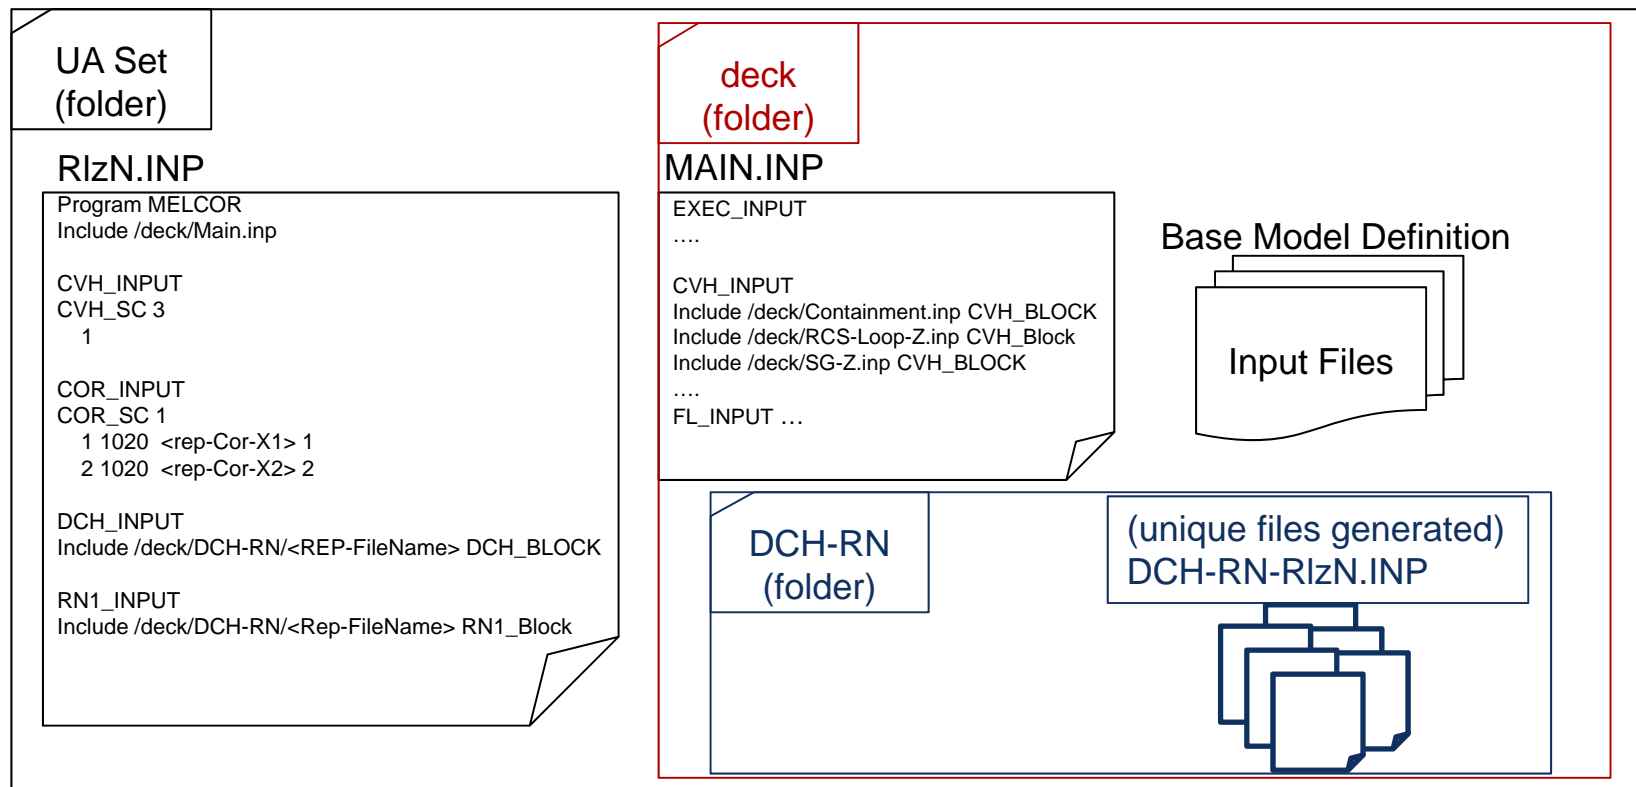 UA Set
(folder)
RlzN.INP
Program MELCOR
Include /deck/Main.inp
CVH_INPUT
CVH_SC 3
1
COR_INPUT
COR_SC 1
1 1020 <rep-Cor-X1> 1
2 1020 <rep-Cor-X2> 2
DCH_INPUT
Include /deck/DCH-RN/<REP-FileName> DCH_BLOCK
RN1_INPUT
Include /deck/DCH-RN/<Rep-FileName> RN1_Block
deck
(folder)
MAIN.INP
EXEC_INPUT
….
CVH_INPUT
Include /deck/Containment.inp CVH_BLOCK
Include /deck/RCS-Loop-Z.inp CVH_Block
Include /deck/SG-Z.inp CVH_BLOCK
….
FL_INPUT …
Base Model Definition
Input Files
DCH-RN
(folder)
(unique files generated)
DCH-RN-RlzN.INP